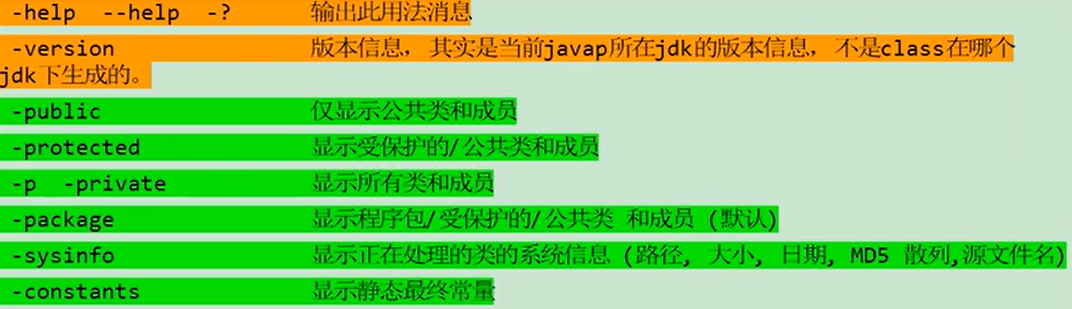 -help  --help  -?        输出此用法消息
-version                 版本信息，其实是当前javap所在jdk的版本信息，不是class在哪个
jdk下生成的。
-public                  仅显示公共类和成员
-protected               显示受保护的/公共类和成员
-p  -private             显示所有类和成员
-package                 显示程序包/受保护的/公共类 和成员 (默认)
-sysinfo                 显示正在处理的类的系统信息 (路径, 大小, 日期, MD5 散列,源文件名)
-constants               显示静态最终常量